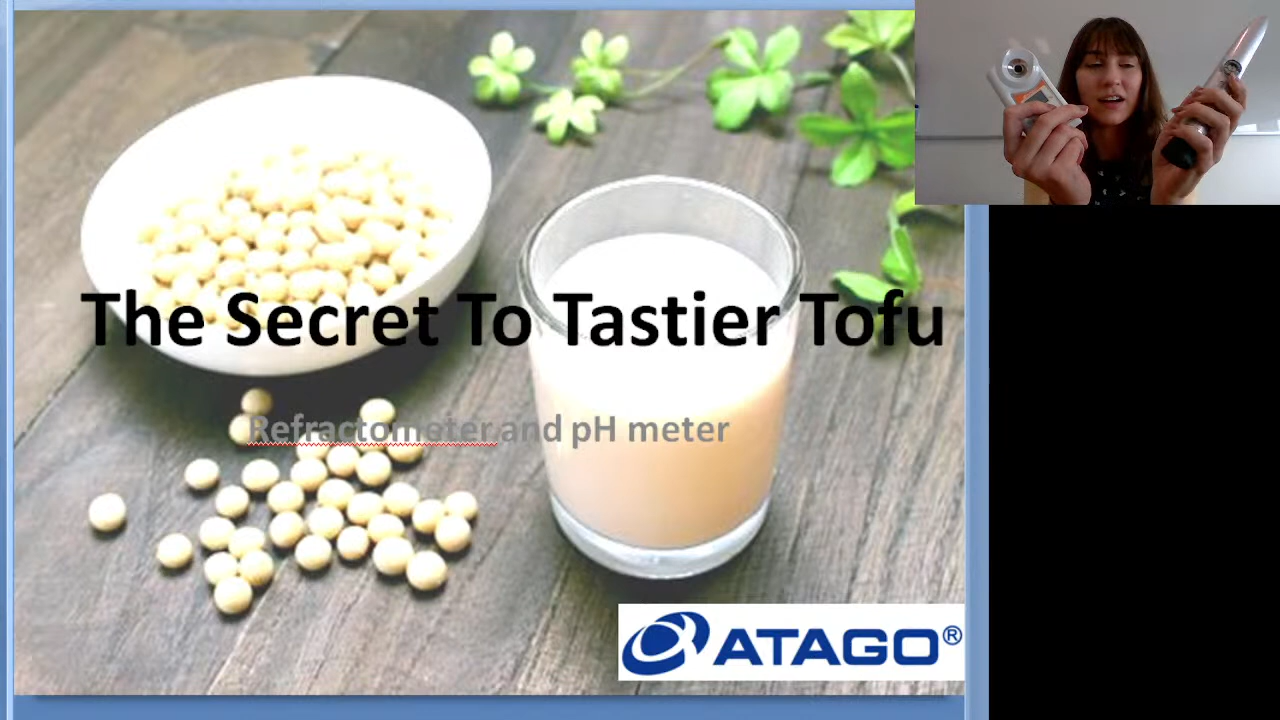 The Secret To Tastier Tofu
Refractometer and pH meter
ATAGO®